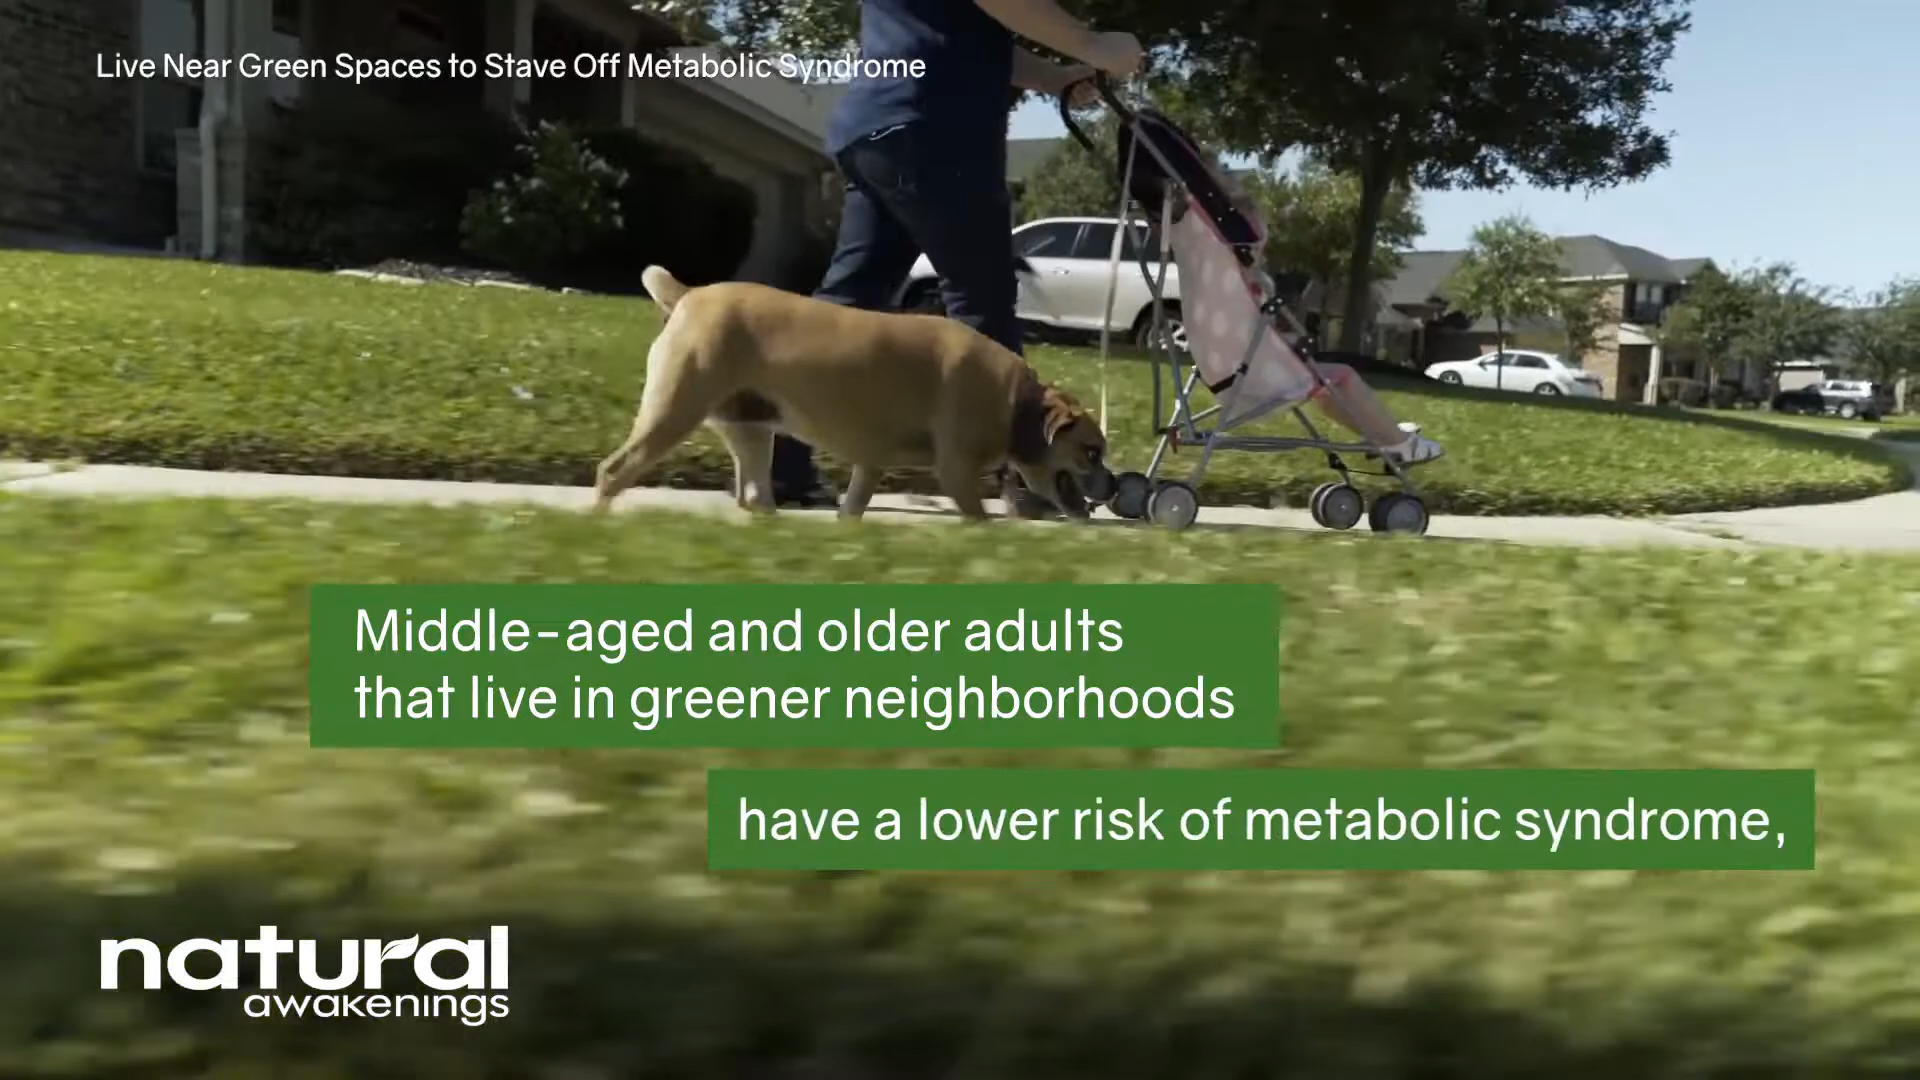 Live Near Green Spaces to Stave Off Metabolic Syndrome
Middle-aged and older adults
that live in greener neighborhoods
have a lower risk of metabolic syndrome,
natural
awakenings